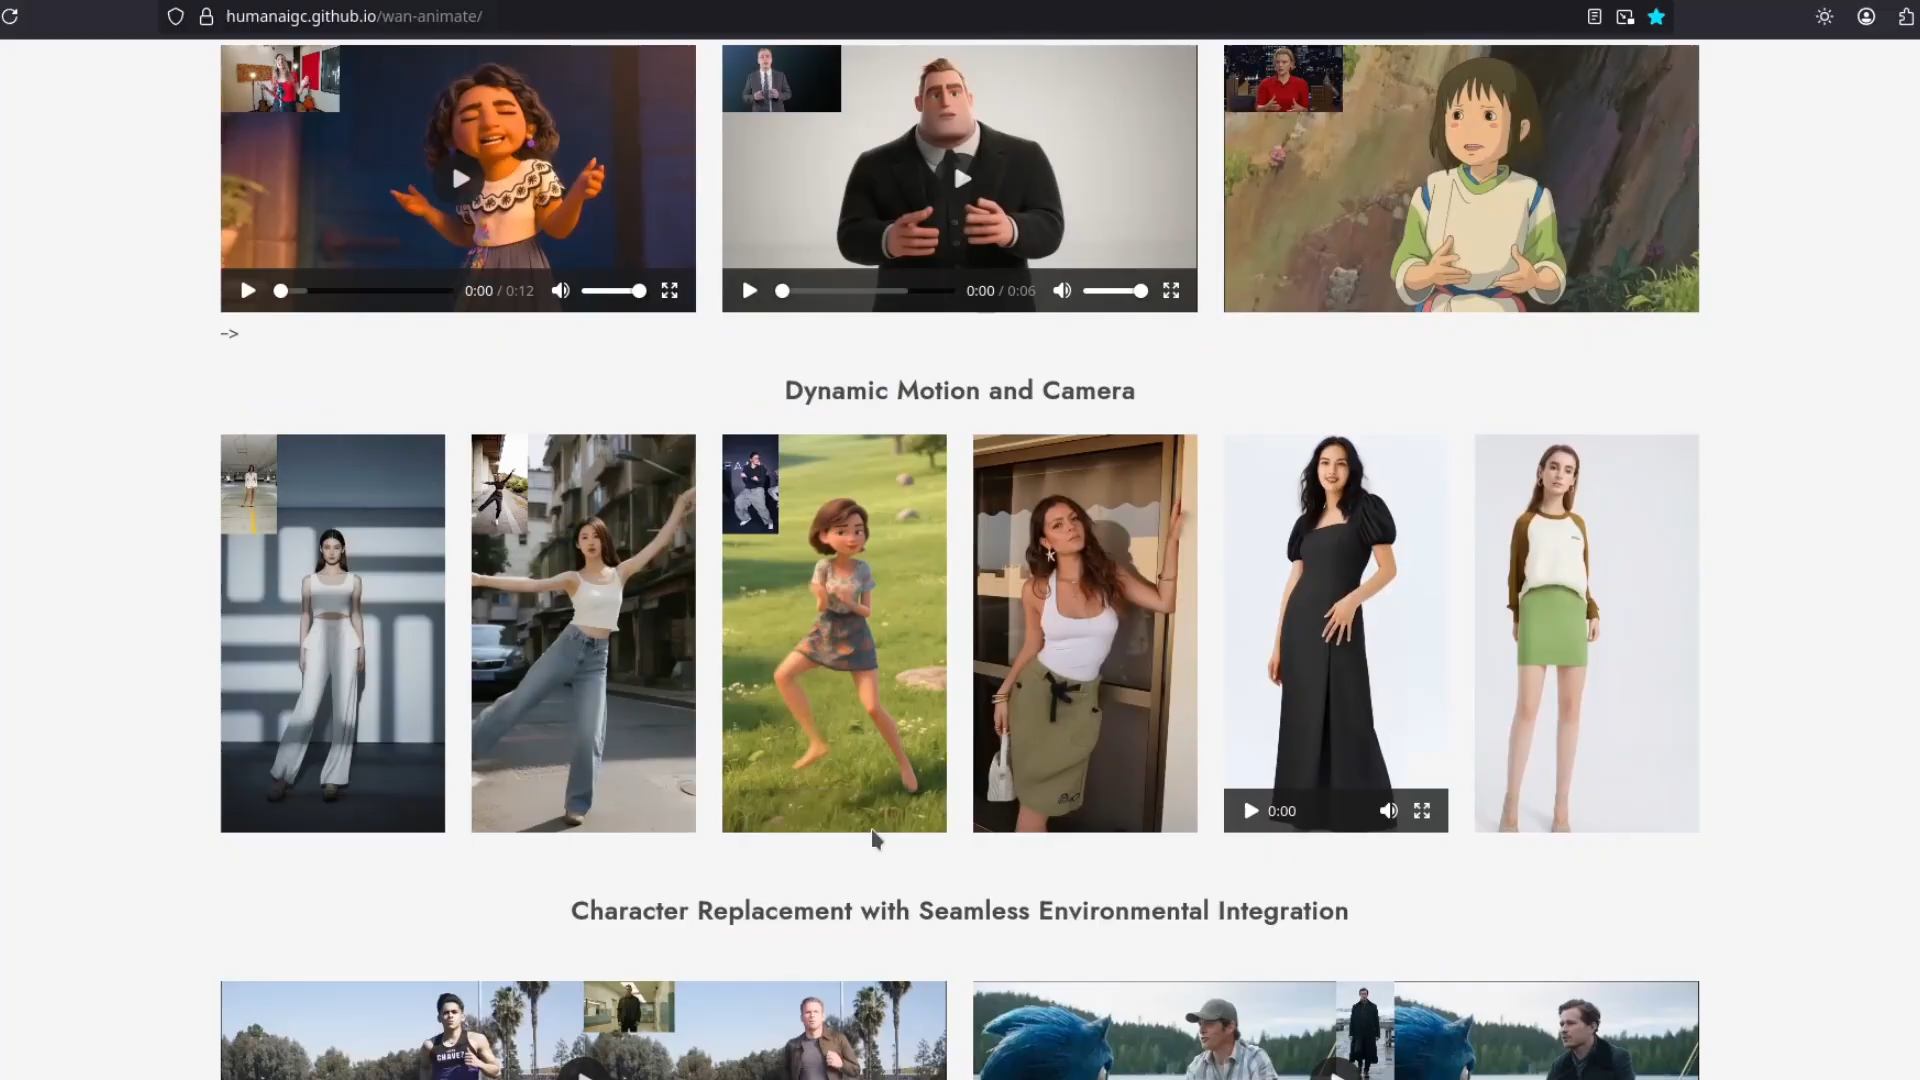 humanaigc.github.io/wan-animate/
0:00 / 0:12
0:00 / 0:06
-->
Dynamic Motion and Camera
0:00
Character Replacement with Seamless Environmental Integration
CHAVEZ